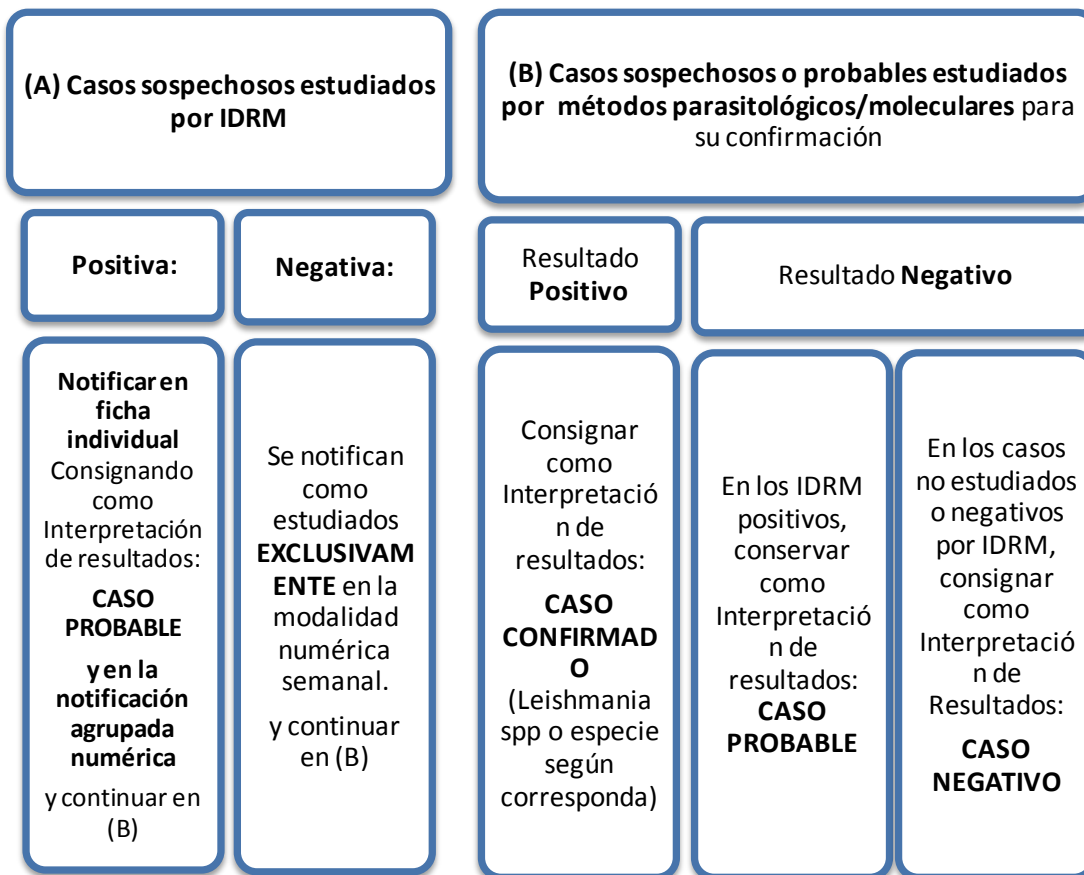 (A) Casos sospechosos estudiados
por IDRM
(B) Casos sospechosos o probables estudiados
por métodos parasitológicos/moleculares para
su confirmación
Positiva:
Negativa:
Resultado
Positivo
Resultado Negativo
Notificar en
ficha
individual
Consignando
como
Interpretación
de resultados:
CASO
PROBABLE
y en la
notificación
agrupada
numérica
y continuar en
(B)
Se notifican
como
estudiados
EXCLUSIVAM
ENTE en la
modalidad
numérica
semanal.
y continuar
en (B)
Consignar
como
Interpretació
n de
resultados:
CASO
CONFIRMAD
O
(Leishmania
spp o especie
según
corresponda)
En los IDRM
positivos,
conservar
como
Interpretació
n de
resultados:
CASO
PROBABLE
En los casos
no estudiados
o negativos
por IDRM,
consignar
como
Interpretació
n de
Resultados:
CASO
NEGATIVO